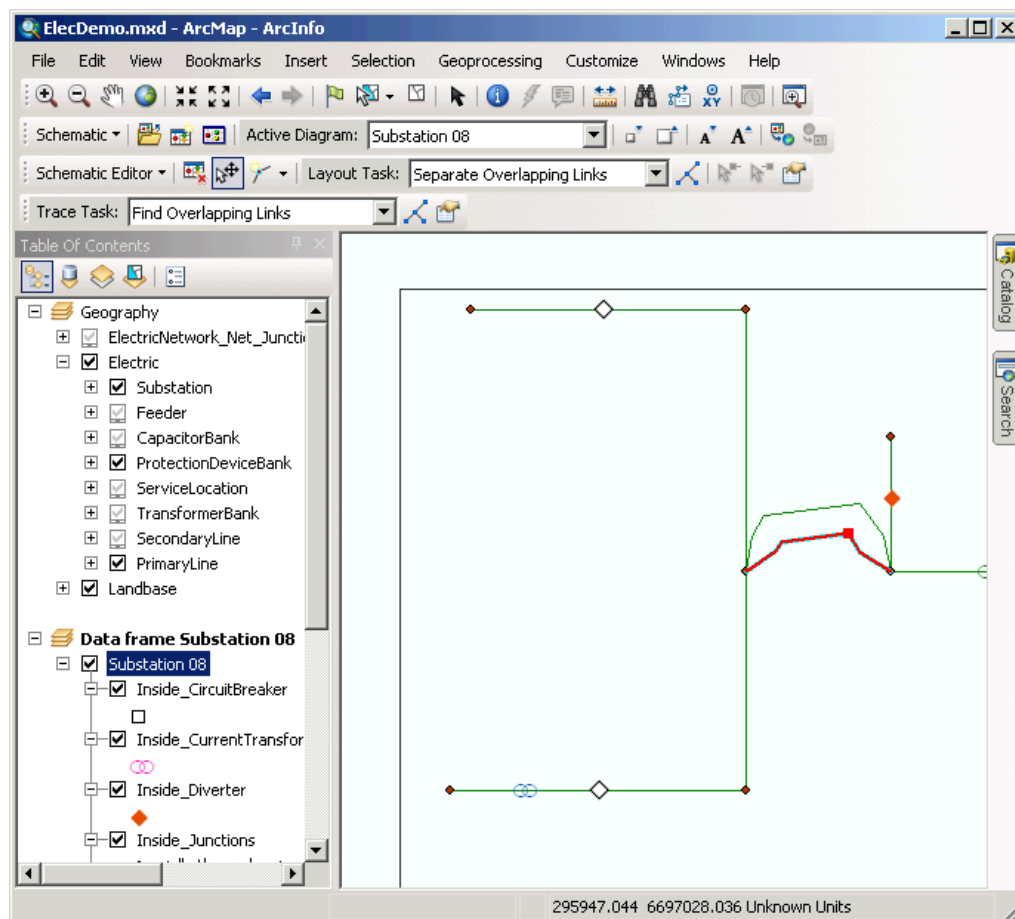 ElecDemo.mxd - ArcMap - ArcInfo
File Edit View Bookmarks Insert Selection Geoprocessing Customize Windows Help
XY
Schematic Active Diagram: Substation 08 A A
Schematic Editor Layout Task: Separate Overlapping Links
Trace Task: Find Overlapping Links
Table Of Contents
Geography
ElectricNetwork_Net_Juncti
Electric
Substation
Feeder
CapacitorBank
ProtectionDeviceBank
ServiceLocation
TransformerBank
SecondaryLine
PrimaryLine
Landbase
Data frame Substation 08
Substation 08
Inside_CircuitBreaker
Inside_CurrentTransfor
Inside_Diverter
Inside_Junctions
Catalog
Search
295947.044 6697028.036 Unknown Units